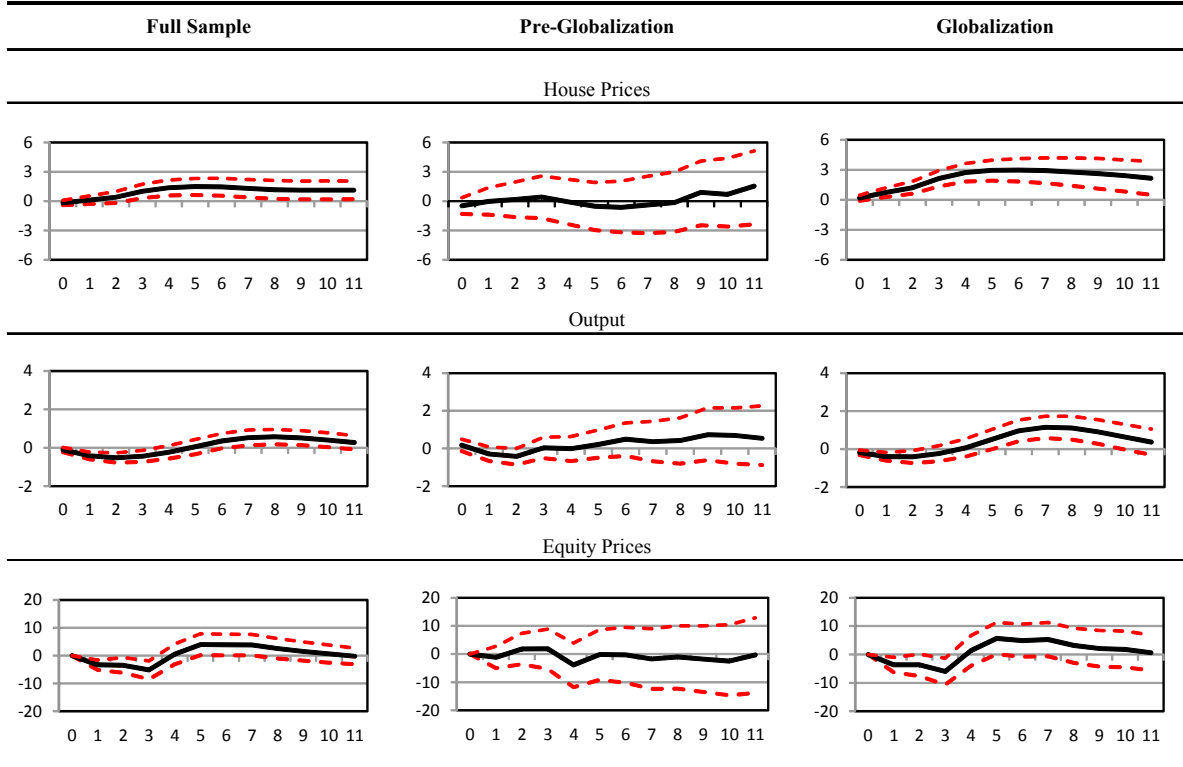 Full Sample Pre-Globalization Globalization
House Prices
6 6 6
3 3 3
0 0 0
-3 -3 -3
-6 -6 -6
0 1 2 3 4 5 6 7 8 9 10 11 0 1 2 3 4 5 6 7 8 9 10 11 0 1 2 3 4 5 6 7 8 9 10 11
Output
4 4 4
2 2 2
0 0 0
-2 -2 -2
0 1 2 3 4 5 6 7 8 9 10 11 0 1 2 3 4 5 6 7 8 9 10 11 0 1 2 3 4 5 6 7 8 9 10 11
Equity Prices
20 20 20
10 10 10
0 0 0
-10 -10 -10
-20 -20 -20
0 1 2 3 4 5 6 7 8 9 10 11 0 1 2 3 4 5 6 7 8 9 10 11 0 1 2 3 4 5 6 7 8 9 10 11